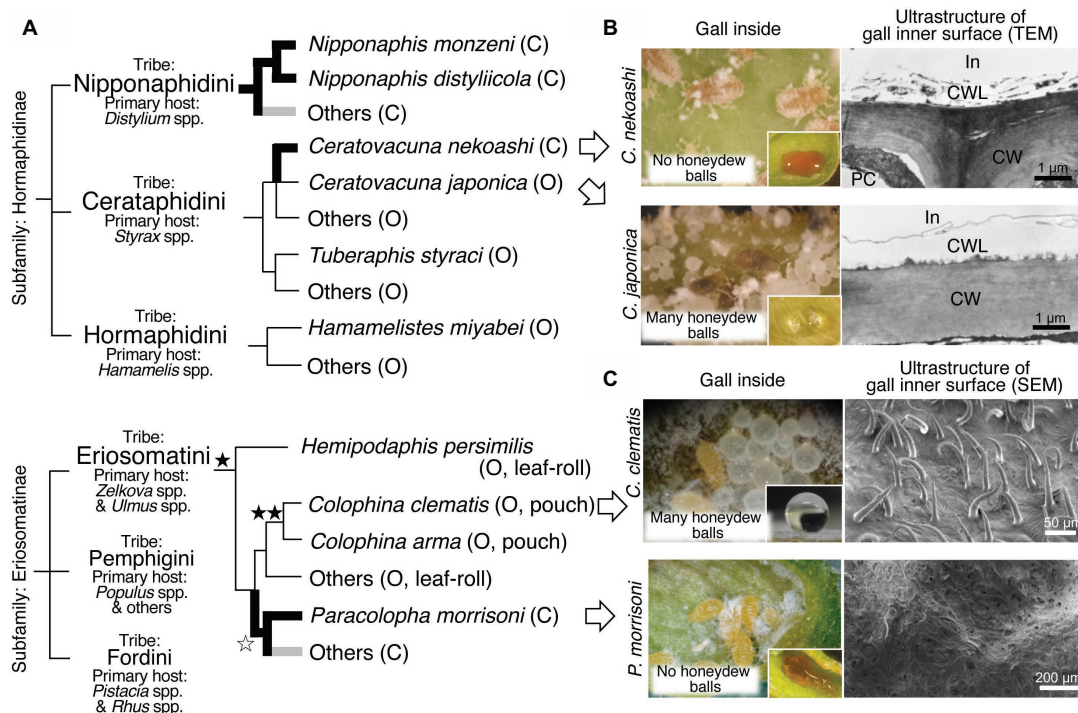 A
Subfamily: Hormaphidinae
Tribe:
Nipponaphidini
Primary host:
Distylium spp.
Nipponaphis monzeni (C)
Nipponaphis distyliicola (C)
Others (C)
Tribe:
Cerataphidini
Primary host:
Styrax spp.
Ceratovacuna nekoashi (C)
Ceratovacuna japonica (O)
Others (O)
Tuberaphis styraci (O)
Others (O)
Tribe:
Hormaphidini
Primary host:
Hamamelis spp.
Hamamelistes miyabei (O)
Others (O)
Subfamily: Eriosomatinae
Tribe:
Eriosomatini
Primary host:
Zelkova spp.
& Ulmus spp.
Hemipodaphis persimilis
(O, leaf-roll)
Colophina clematis (O, pouch)
Colophina arma (O, pouch)
Others (O, leaf-roll)
Paracolopha morrisoni (C)
Others (C)
Tribe:
Pemphigini
Primary host:
Populus spp.
& others
Tribe:
Fordini
Primary host:
Pistacia spp.
& Rhus spp.
B
Gall inside
Ultrastructure of
gall inner surface (TEM)
C. nekoashi
No honeydew
balls
In
CWL
CW
PC
1 µm
C. japonica
Many honeydew
balls
In
CWL
CW
1 µm
C
Gall inside
Ultrastructure of
gall inner surface (SEM)
C. clematis
Many honeydew
balls
50 µm
P. morrisoni
No honeydew
balls
200 µm